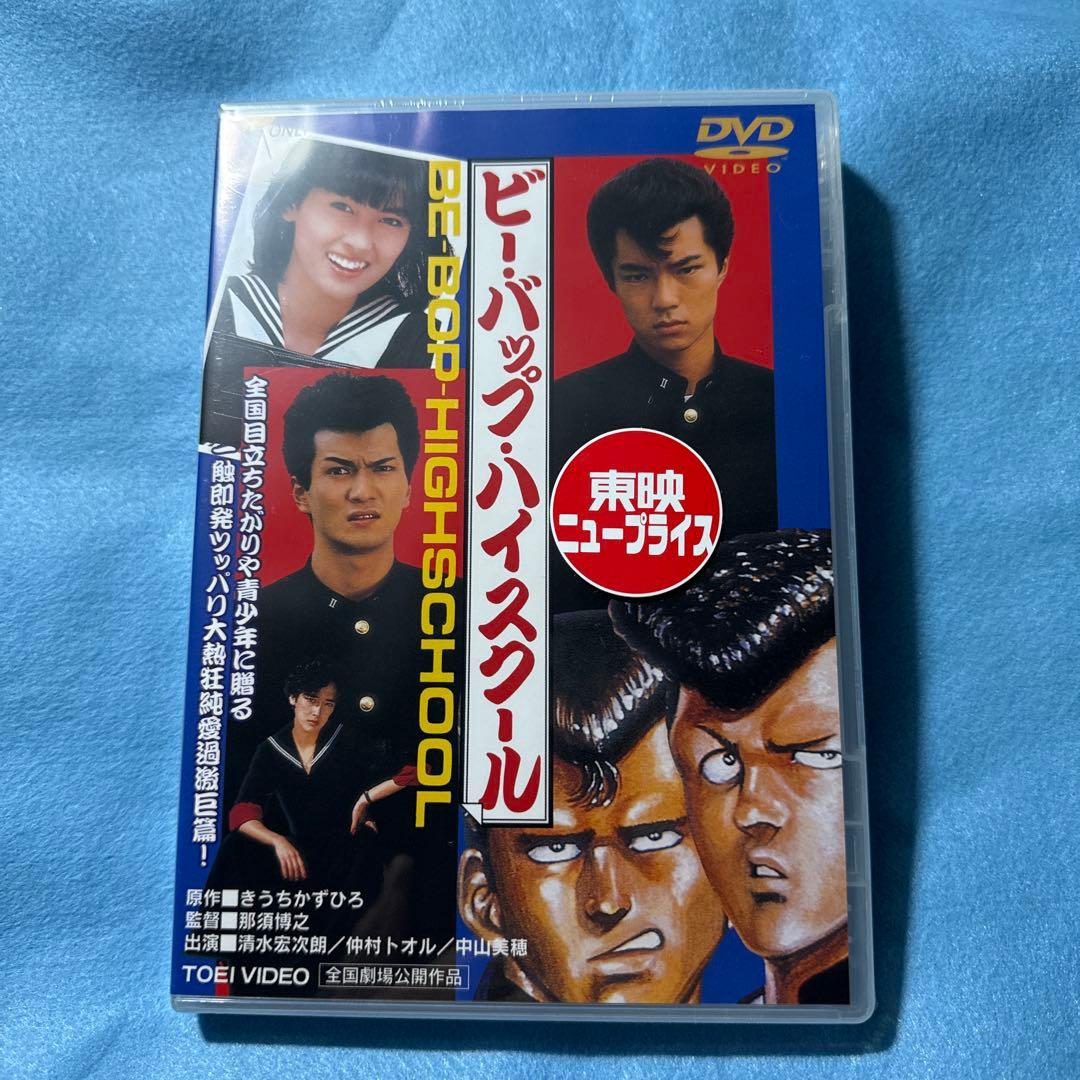 ONLY
DVD
VIDEO
ビー・バップ・ハイスクール
BE-BOP-HIGHSCHOOL
東映
ニュープライス
全国目立ちたがりや青少年に贈る
一触即発ツッパリ大熱狂純愛過激巨篇!
II
II
原作■きうちかずひろ
監督■那須博之
出演■清水宏次朗/仲村トオル/中山美穂
TOEI VIDEO 全国劇場公開作品